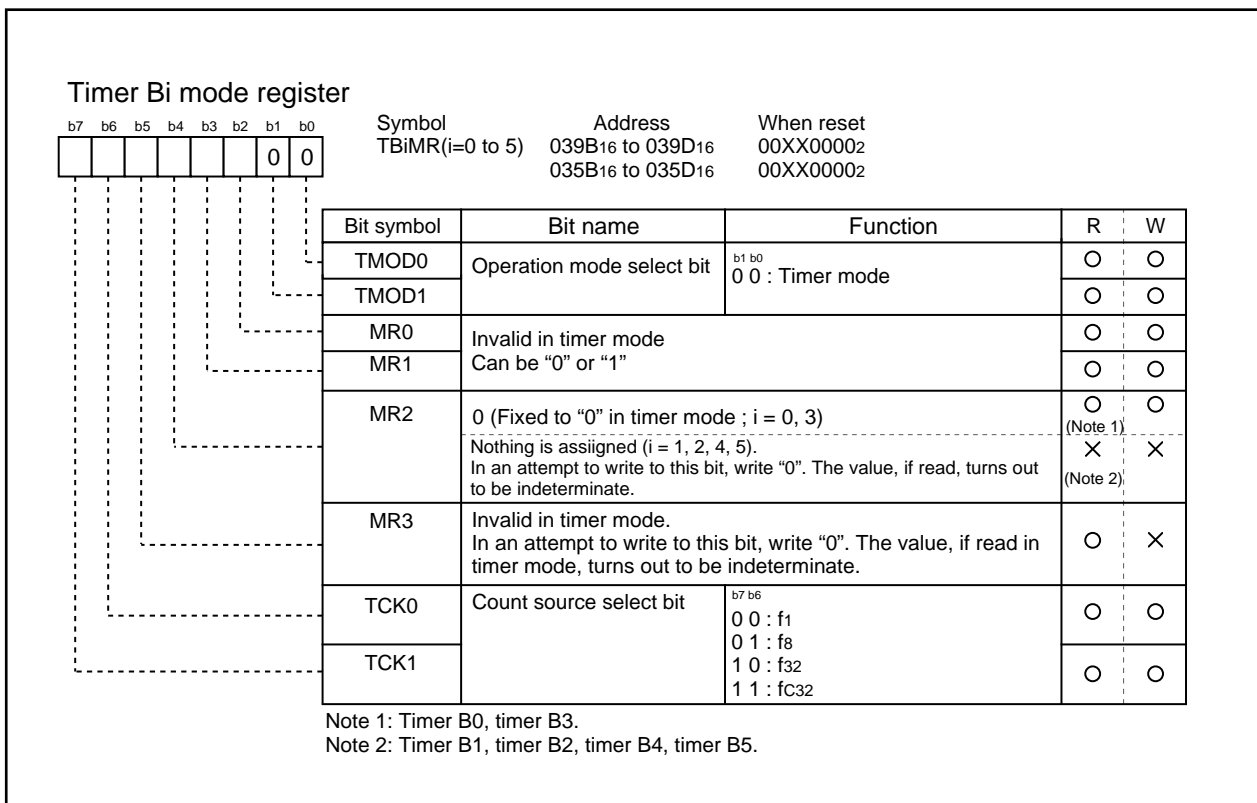 Timer Bi mode register
b7 b6 b5 b4 b3 b2 b1 b0
0 0
Symbol Address When reset
TBiMR(i=0 to 5) 039B16 to 039D16 00XX00002
035B16 to 035D16 00XX00002
Bit symbol Bit name Function R W
TMOD0 Operation mode select bit b1 b0
0 0 : Timer mode
TMOD1
MR0 Invalid in timer mode
MR1 Can be “0” or “1”
MR2 0 (Fixed to “0” in timer mode ; i = 0, 3)
(Note 1)
Nothing is assiigned (i = 1, 2, 4, 5).
In an attempt to write to this bit, write “0”. The value, if read, turns out
to be indeterminate.
(Note 2)
MR3 Invalid in timer mode.
In an attempt to write to this bit, write “0”. The value, if read in
timer mode, turns out to be indeterminate.
TCK0 Count source select bit b7 b6
0 0 : f1
0 1 : f8
TCK1 1 0 : f32
1 1 : fC32
Note 1: Timer B0, timer B3.
Note 2: Timer B1, timer B2, timer B4, timer B5.